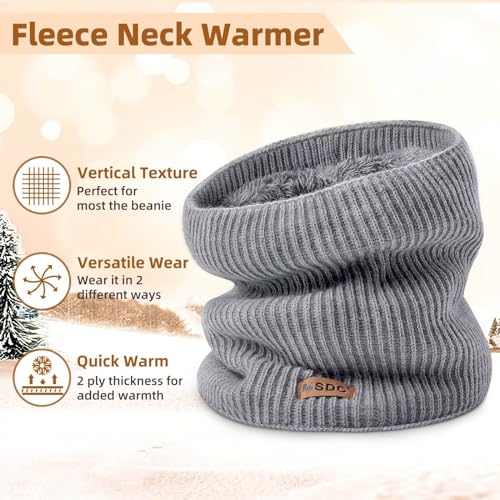 Fleece Neck Warmer
Vertical Texture
Perfect for
most the beanie
Versatile Wear
Wear it in 2
different ways
Quick Warm
2 ply thickness for
added warmth
SDC